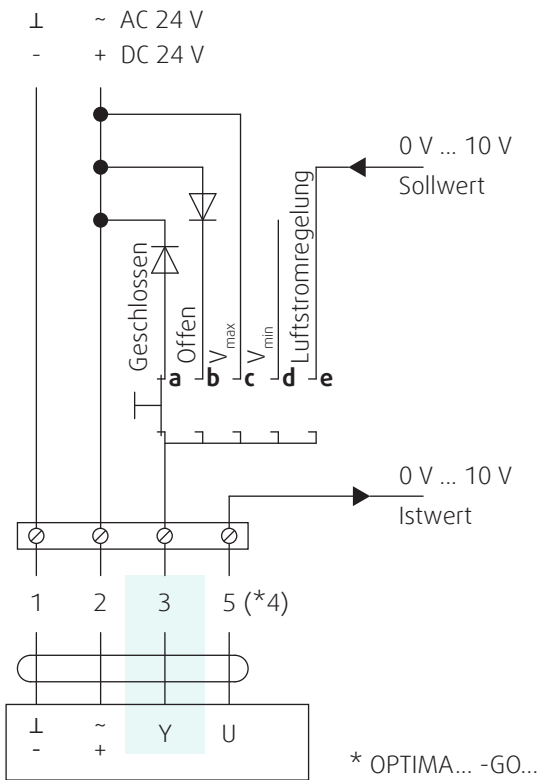 ⊥ ~ AC 24 V
- + DC 24 V
0 V ... 10 V
Sollwert
Geschlossen
Offen
Vmax
Vmin
Luftstromregelung
a b c d e
0 V ... 10 V
Istwert
1 2 3 5 (*4)
⊥ ~ Y U
- +
* OPTIMA... -GO...